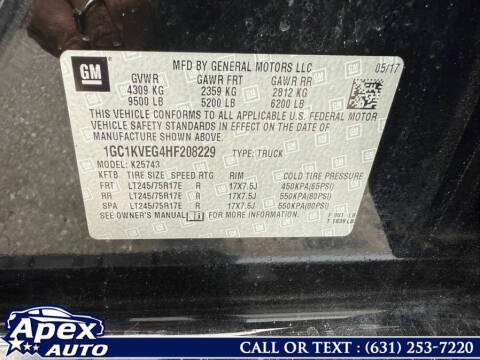 GM
MFD BY GENERAL MOTORS LLC 05/17
GVWR GAWR FRT GAWR RR
4309 KG 2359 KG 2812 KG
9500 LB 5200 LB 6200 LB
THIS VEHICLE CONFORMS TO ALL APPLICABLE U.S. FEDERAL MOTOR
VEHICLE SAFETY STANDARDS IN EFFECT ON THE DATE OF
MANUFACTURE SHOWN ABOVE.
1GC1KVEG4HF208229 TYPE: TRUCK
MODEL: K25743
KFTB TIRE SIZE SPEED RTG RIM COLD TIRE PRESSURE
FRT LT245/75R17E R 17X7.5J 450KPA(65PSI)
RR LT245/75R17E R 17X7.5J 550KPA(80PSI)
SPA LT245/75R17E R 17X7.5J 550KPA(80PSI)
SEE OWNER'S MANUAL FOR MORE INFORMATION.
APEX
AUTO
CALL OR TEXT : (631) 253-7220